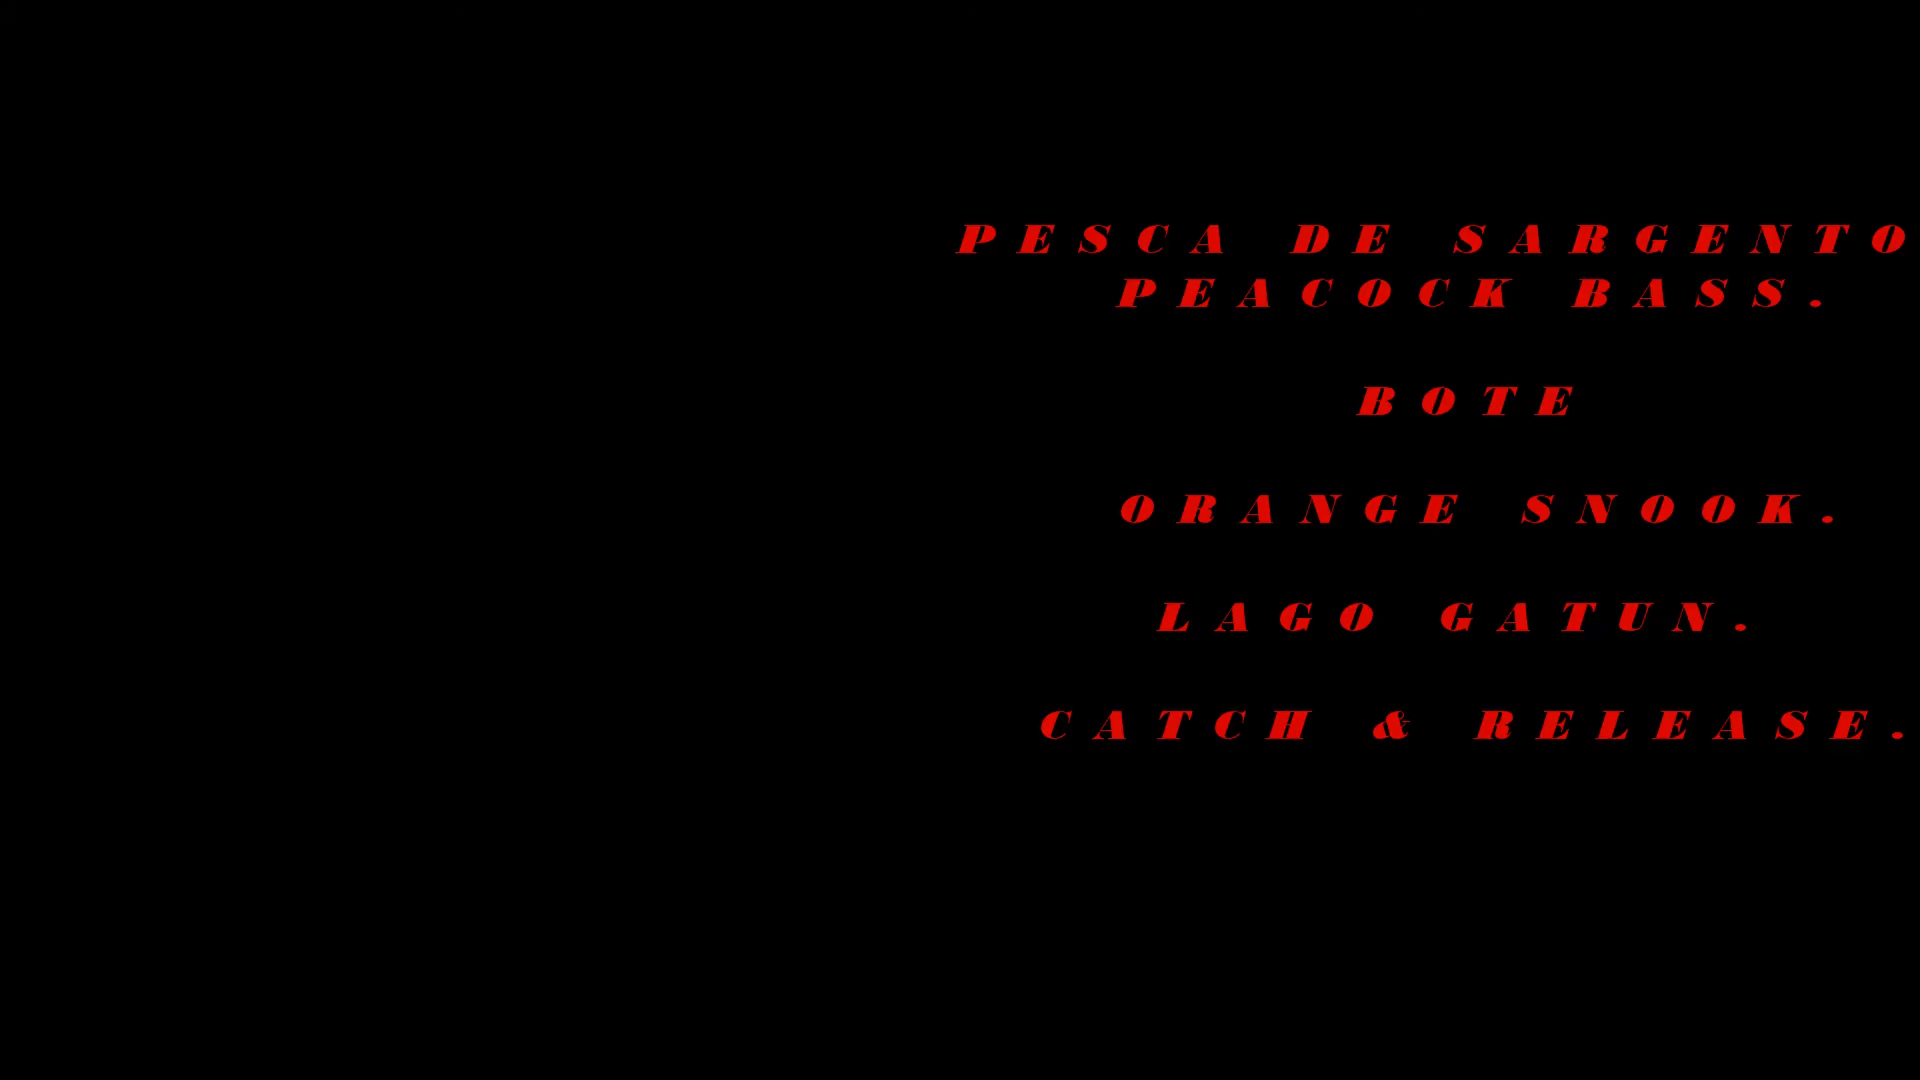 PESCA DE SARGENTO
PEACOCK BASS.
BOTE
ORANGE SNOOK.
LAGO GATUN.
CATCH & RELEASE.